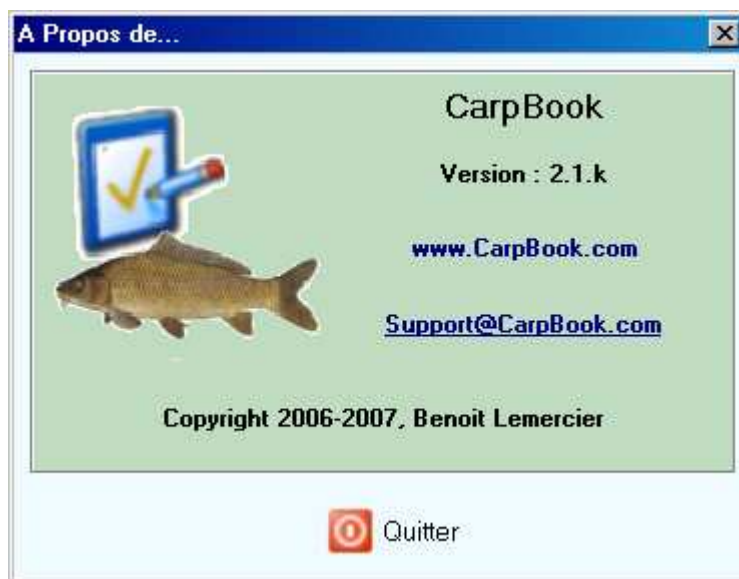 A Propos de...
CarpBook
Version : 2.1.k
www.CarpBook.com
Support@CarpBook.com
Copyright 2006-2007, Benoit Lemercier
Quitter